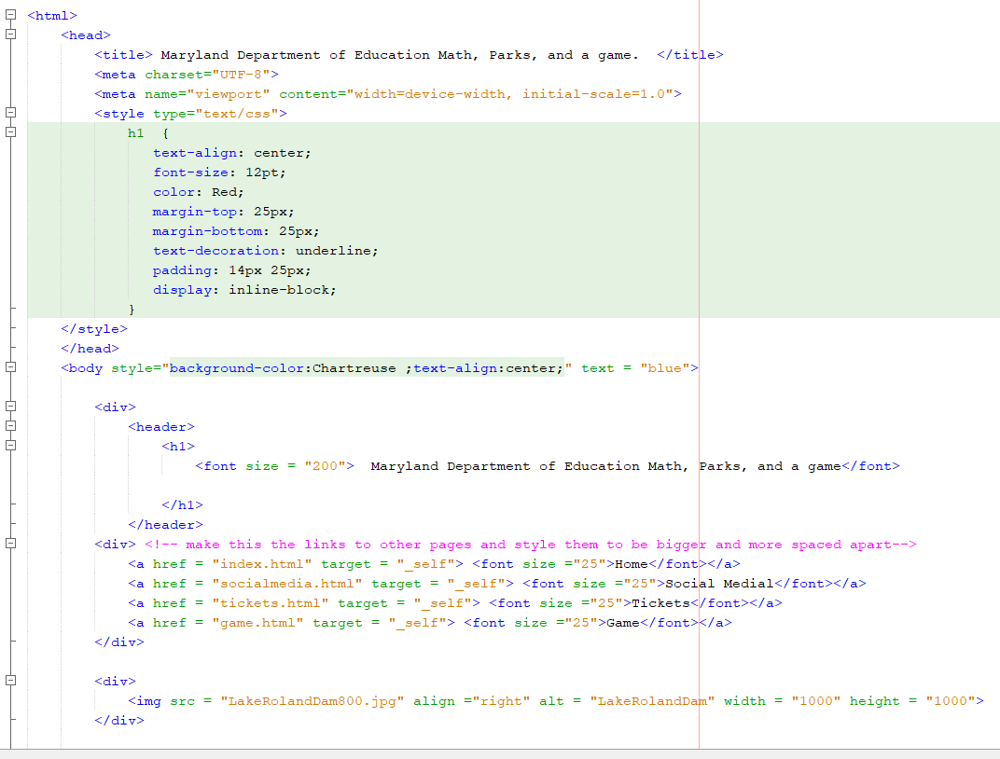 <html>
<head>
<title> Maryland Department of Education Math, Parks, and a game.  </title>
<meta charset="UTF-8">
<meta name="viewport" content="width=device-width, initial-scale=1.0">
<style type="text/css">
h1  {
text-align: center;
font-size: 12pt;
color: Red;
margin-top: 25px;
margin-bottom: 25px;
text-decoration: underline;
padding: 14px 25px;
display: inline-block;
}
</style>
</head>
<body style="background-color:Chartreuse ;text-align:center;" text = "blue">
<div>
<header>
<h1>
<font size = "200">  Maryland Department of Education Math, Parks, and a game</font>
</h1>
</header>
<div> <!-- make this the links to other pages and style them to be bigger and more spaced apart-->
<a href = "index.html" target = "_self"> <font size ="25">Home</font></a>
<a href = "socialmedia.html" target = "_self"> <font size ="25">Social Medial</font></a>
<a href = "tickets.html" target = "_self"> <font size ="25">Tickets</font></a>
<a href = "game.html" target = "_self"> <font size ="25">Game</font></a>
</div>
<div>
<img src = "LakeRolandDam800.jpg" align ="right" alt = "LakeRolandDam" width = "1000" height = "1000">
</div>